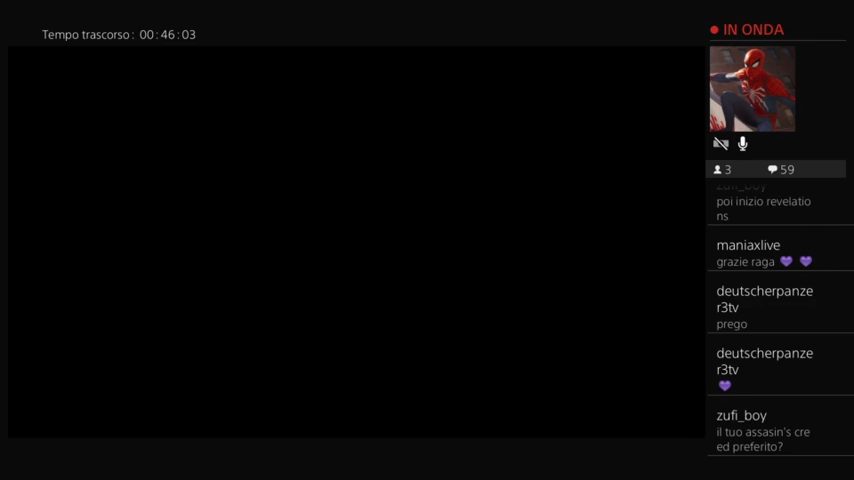 Tempo trascorso: 00:46:03
IN ONDA
3 59
zufi_boy
poi inizio revelatio
ns
maniaxlive
grazie raga 💜 💜
deutscherpanze
r3tv
prego
deutscherpanze
r3tv
💜
zufi_boy
il tuo assasin's cre
ed preferito?